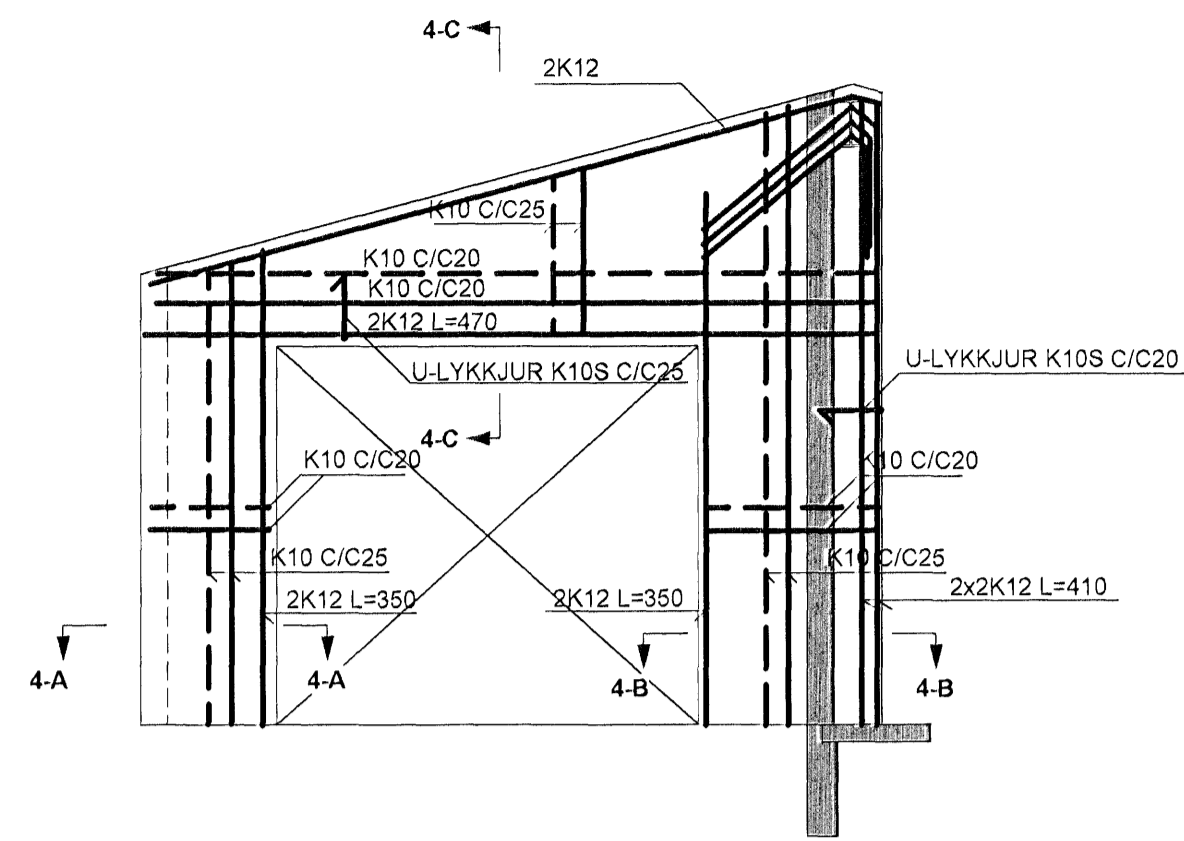 4-C
2K12
K10 C/C25
K10 C/C20
K10 C/C20
2K12 L=470
U-LYKKJUR K10S C/C25
U-LYKKJUR K10S C/C20
4-C
K10 C/C20
K10 C/C20
K10 C/C25
K10 C/C25
2K12 L=350
2K12 L=350
2x2K12 L=410
4-A
4-A
4-B
4-B